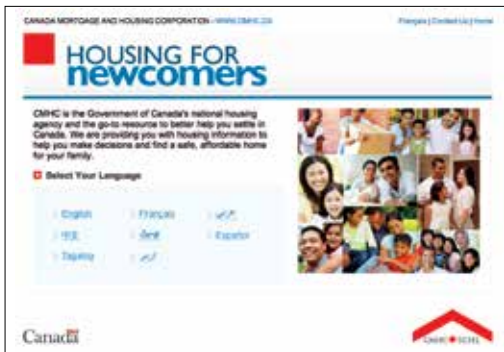 CANADA MORTGAGE AND HOUSING CORPORATION - WWW.CMHC.CA
Français | Contact Us | Home
HOUSING FOR
newcomers
CMHC is the Government of Canada's national housing
agency and the go-to resource to better help you settle in
Canada. We are providing you with housing information to
help you make decisions and find a safe, affordable home
for your family.
Select Your Language
English Français
中文 Español
Tagalog
Canada
CMHC SCHL